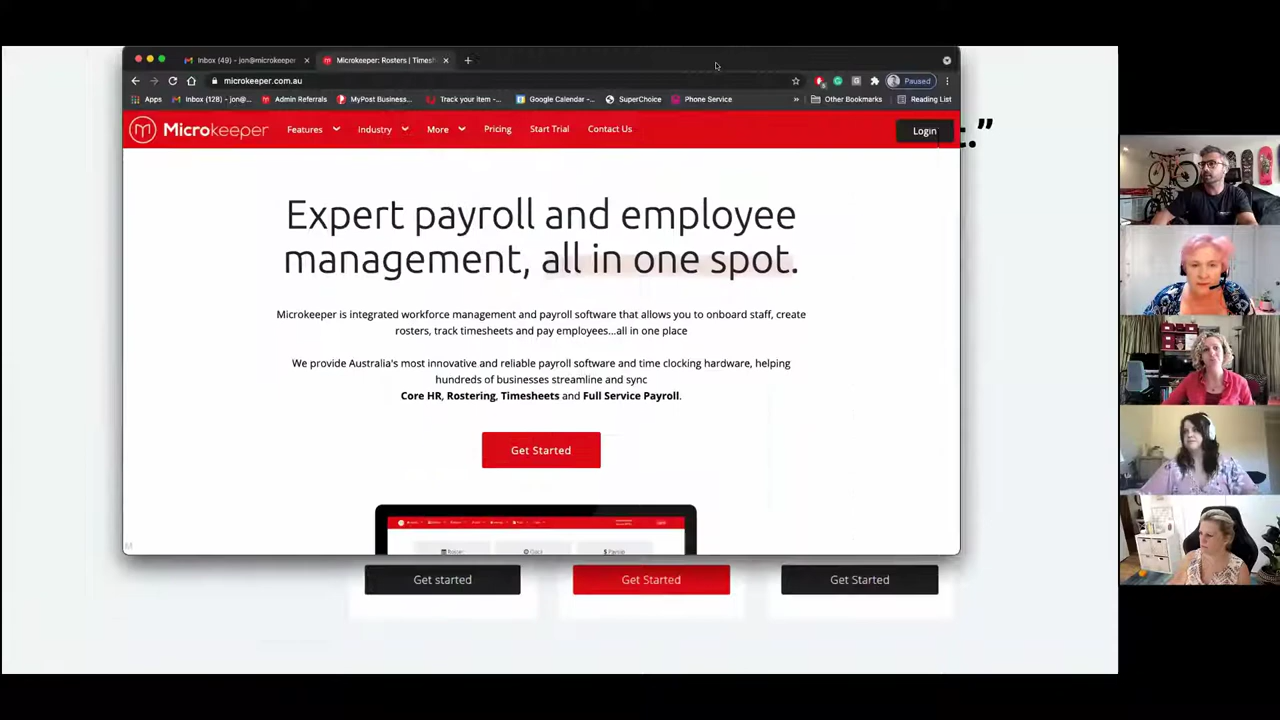 Inbox (49) - jon@microkeeper
Microkeeper: Rosters | Timesh
microkeeper.com.au
Paused
Apps
Inbox (128) - jon@...
Admin Referrals
MyPost Business...
Track your item -...
Google Calendar -...
SuperChoice
Phone Service
»
Other Bookmarks
Reading List
Microkeeper
Features
Industry
More
Pricing
Start Trial
Contact Us
Login
t.”
Expert payroll and employee
management, all in one spot.
Microkeeper is integrated workforce management and payroll software that allows you to onboard staff, create
rosters, track timesheets and pay employees...all in one place
We provide Australia's most innovative and reliable payroll software and time clocking hardware, helping
hundreds of businesses streamline and sync
Core HR, Rostering, Timesheets and Full Service Payroll.
Get Started
Roster
Payslip
Get started
Get Started
Get Started